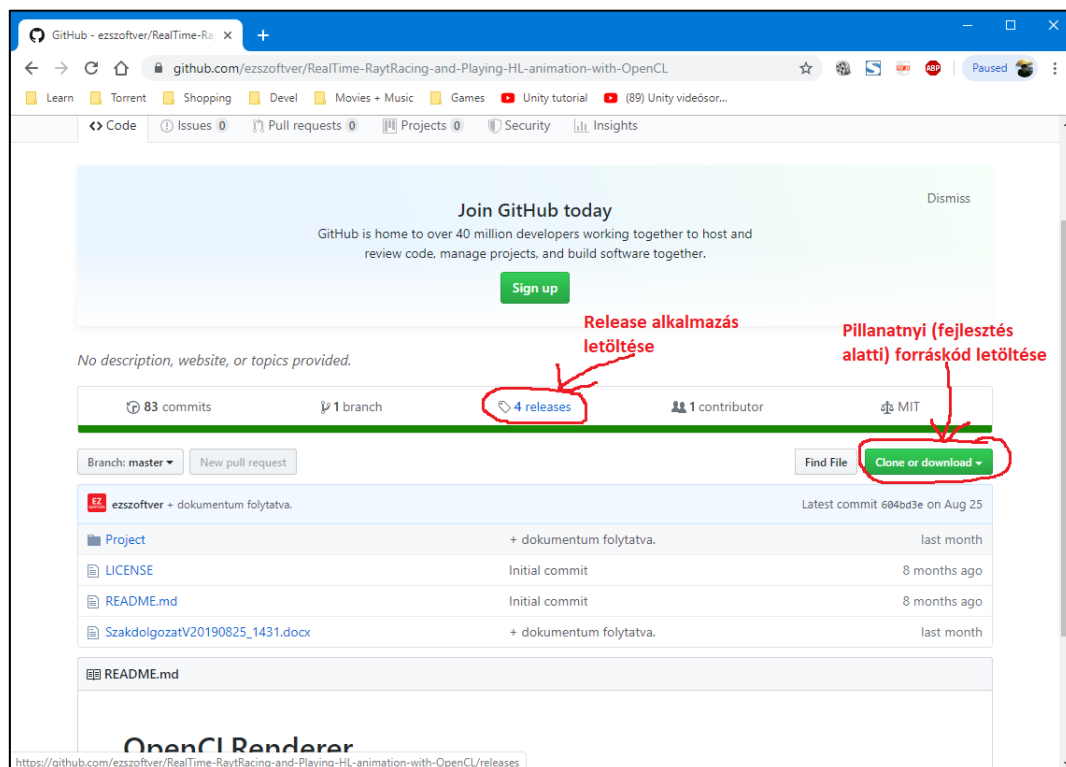 GitHub - ezszoftver/RealTime-Ra
github.com/ezszoftver/RealTime-RaytRacing-and-Playing-HL-animation-with-OpenCL
ABP
Paused
Learn Torrent Shopping Devel Movies + Music Games Unity tutorial (89) Unity videósor...
Code Issues 0 Pull requests 0 Projects 0 Security Insights
Dismiss
Join GitHub today
GitHub is home to over 40 million developers working together to host and
review code, manage projects, and build software together.
Sign up
Release alkalmazás
letöltése
Pillanatnyi (fejlesztés
alatti) forráskód letöltése
No description, website, or topics provided.
83 commits 1 branch 4 releases 1 contributor MIT
Branch: master New pull request Find File Clone or download
EZ ezszoftver + dokumentum folytatva. Latest commit 604bd3e on Aug 25
Project + dokumentum folytatva. last month
LICENSE Initial commit 8 months ago
README.md Initial commit 8 months ago
SzakdolgozatV20190825_1431.docx + dokumentum folytatva. last month
README.md
OpenCLRenderer
https://github.com/ezszoftver/RealTime-RaytRacing-and-Playing-HL-animation-with-OpenCL/releases